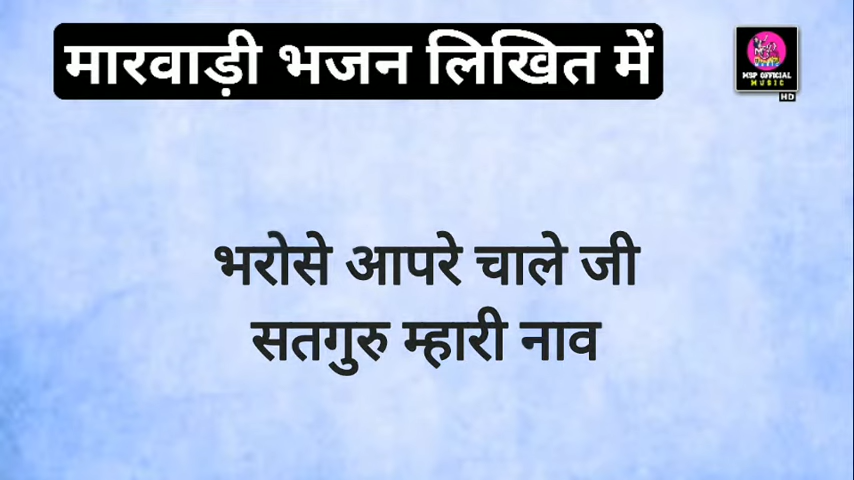 मारवाड़ी भजन लिखित में
MSP OFFICIAL
MUSIC
HD
भरोसे आपरे चाले जी
सतगुरु म्हारी नाव